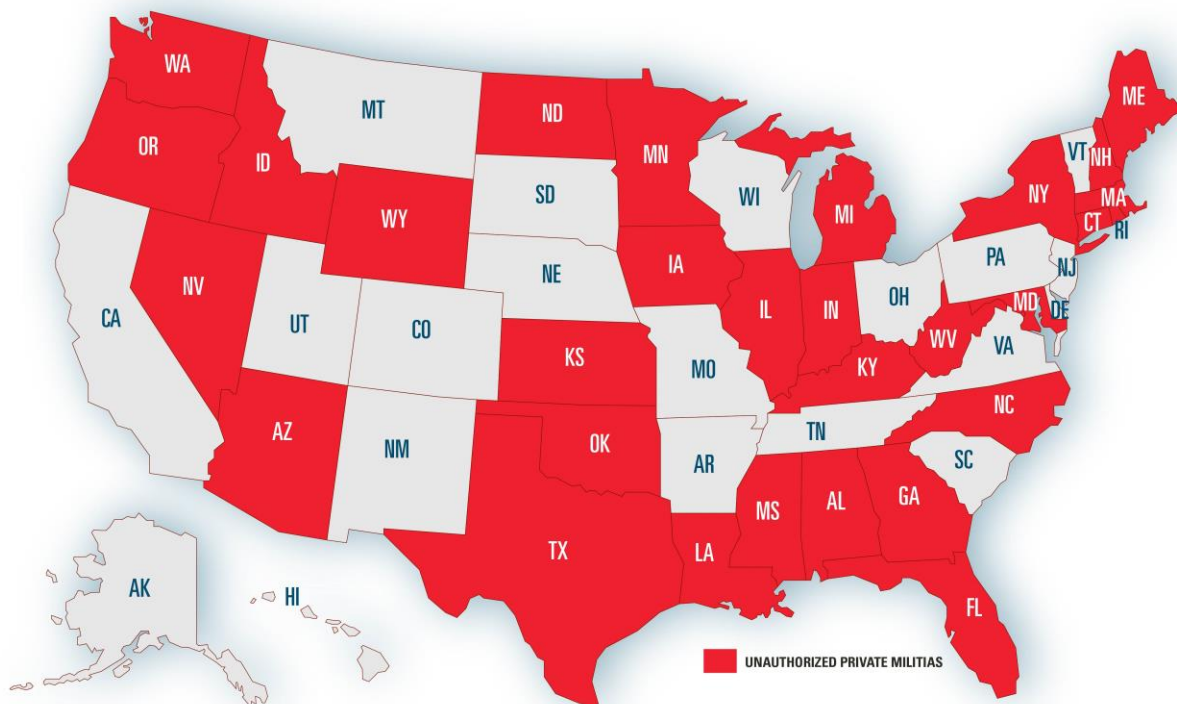 WA
ME
MT
ND
VT
NH
OR
ID
MN
SD
WI
NY
MA
WY
MI
CT
RI
IA
PA
NJ
NE
NV
OH
MD
DE
IL
IN
CA
UT
CO
WV
VA
KS
MO
KY
NC
AZ
OK
TN
NM
AR
SC
MS
AL
GA
TX
LA
AK
HI
FL
UNAUTHORIZED PRIVATE MILITIAS